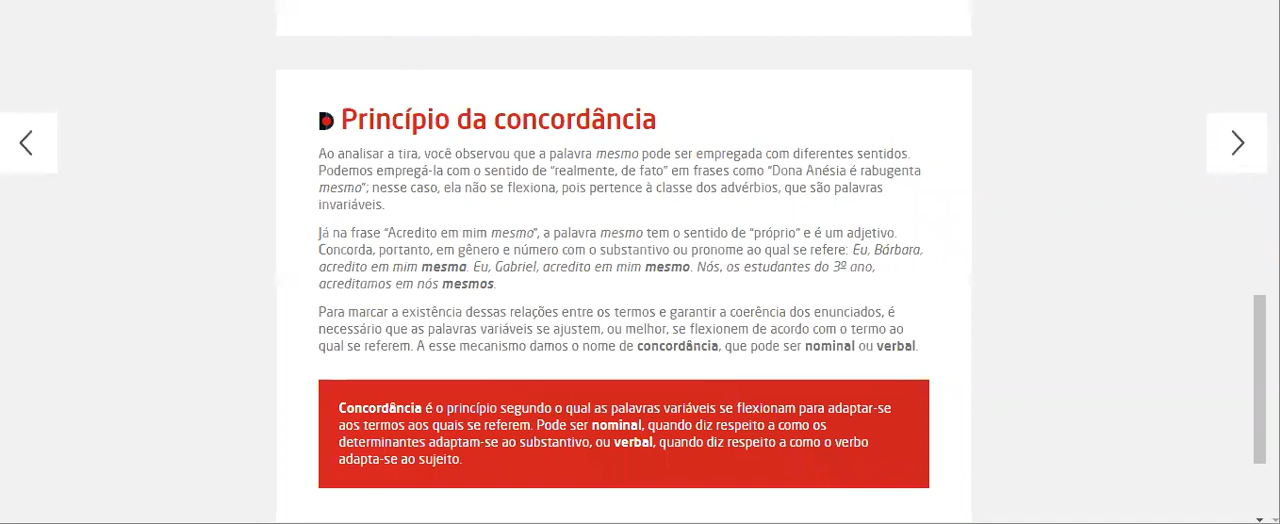 Princípio da concordância
Ao analisar a tira, você observou que a palavra mesmo pode ser empregada com diferentes sentidos.
Podemos empregá-la com o sentido de “realmente, de fato” em frases como “Dona Anésia é rabugenta
mesmo”; nesse caso, ela não se flexiona, pois pertence à classe dos advérbios, que são palavras
invariáveis.
Já na frase “Acredito em mim mesmo”, a palavra mesmo tem o sentido de “próprio” e é um adjetivo.
Concorda, portanto, em gênero e número com o substantivo ou pronome ao qual se refere: Eu, Bárbara,
acredito em mim mesma. Eu, Gabriel, acredito em mim mesmo. Nós, os estudantes do 3º ano,
acreditamos em nós mesmos.
Para marcar a existência dessas relações entre os termos e garantir a coerência dos enunciados, é
necessário que as palavras variáveis se ajustem, ou melhor, se flexionem de acordo com o termo ao
qual se referem. A esse mecanismo damos o nome de concordância, que pode ser nominal ou verbal.
Concordância é o princípio segundo o qual as palavras variáveis se flexionam para adaptar-se
aos termos aos quais se referem. Pode ser nominal, quando diz respeito a como os
determinantes adaptam-se ao substantivo, ou verbal, quando diz respeito a como o verbo
adapta-se ao sujeito.